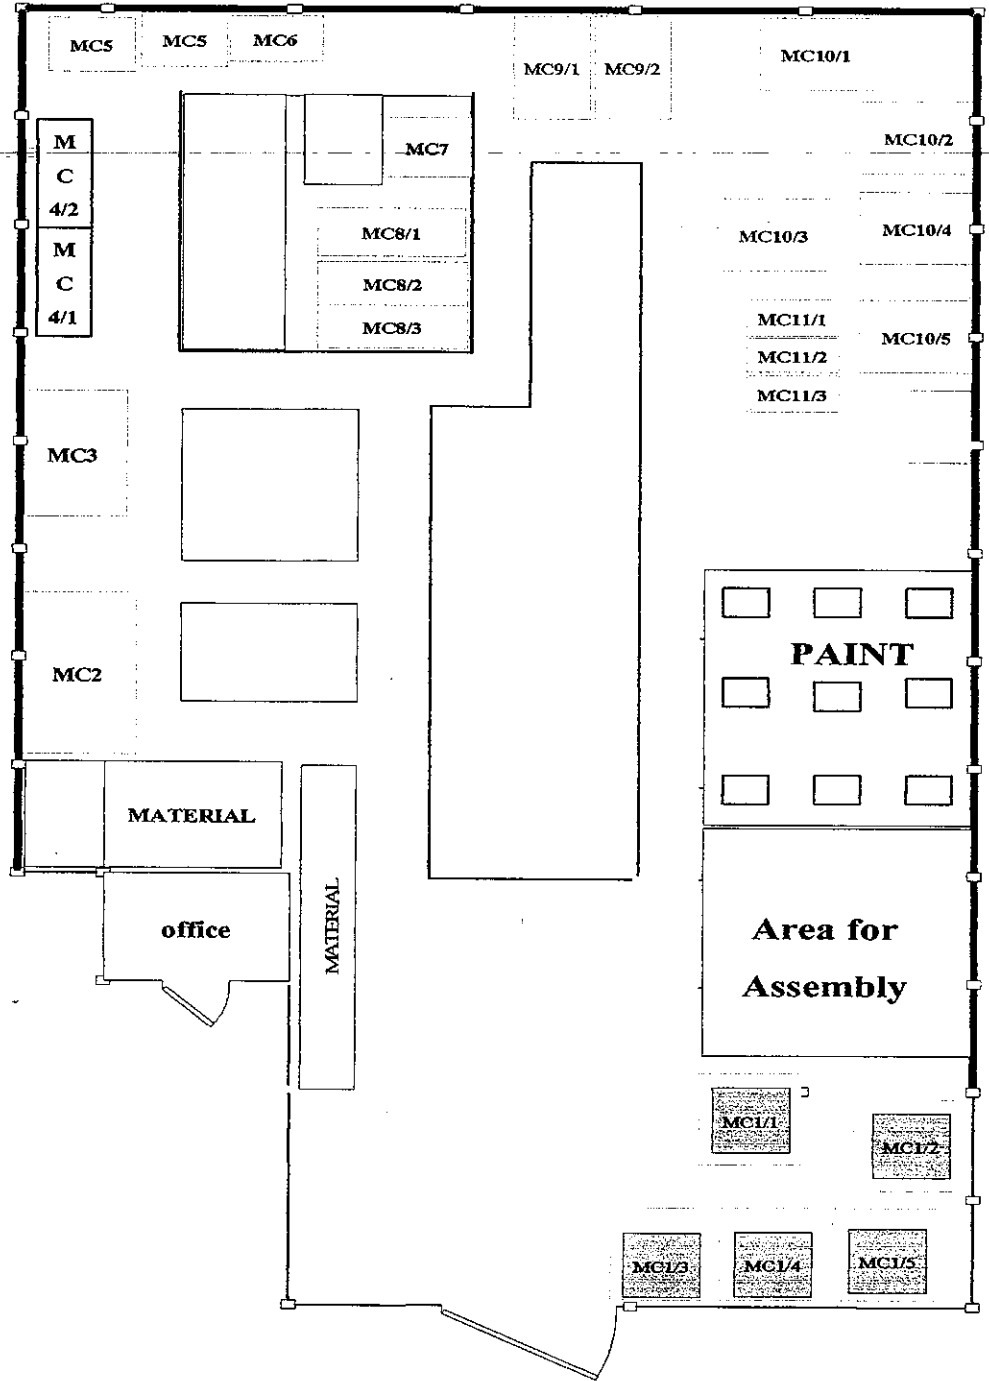 MC5
MC5
MC6
MC9/1
MC9/2
MC10/1
M
C
4/2
MC7
MC10/2
MC8/1
MC10/3
MC10/4
M
C
4/1
MC8/2
MC8/3
MC11/1
MC10/5
MC11/2
MC11/3
MC3
PAINT
MC2
MATERIAL
office
MATERIAL
Area for
Assembly
MC1/1
MC1/2
MC1/3
MC1/4
MC1/5